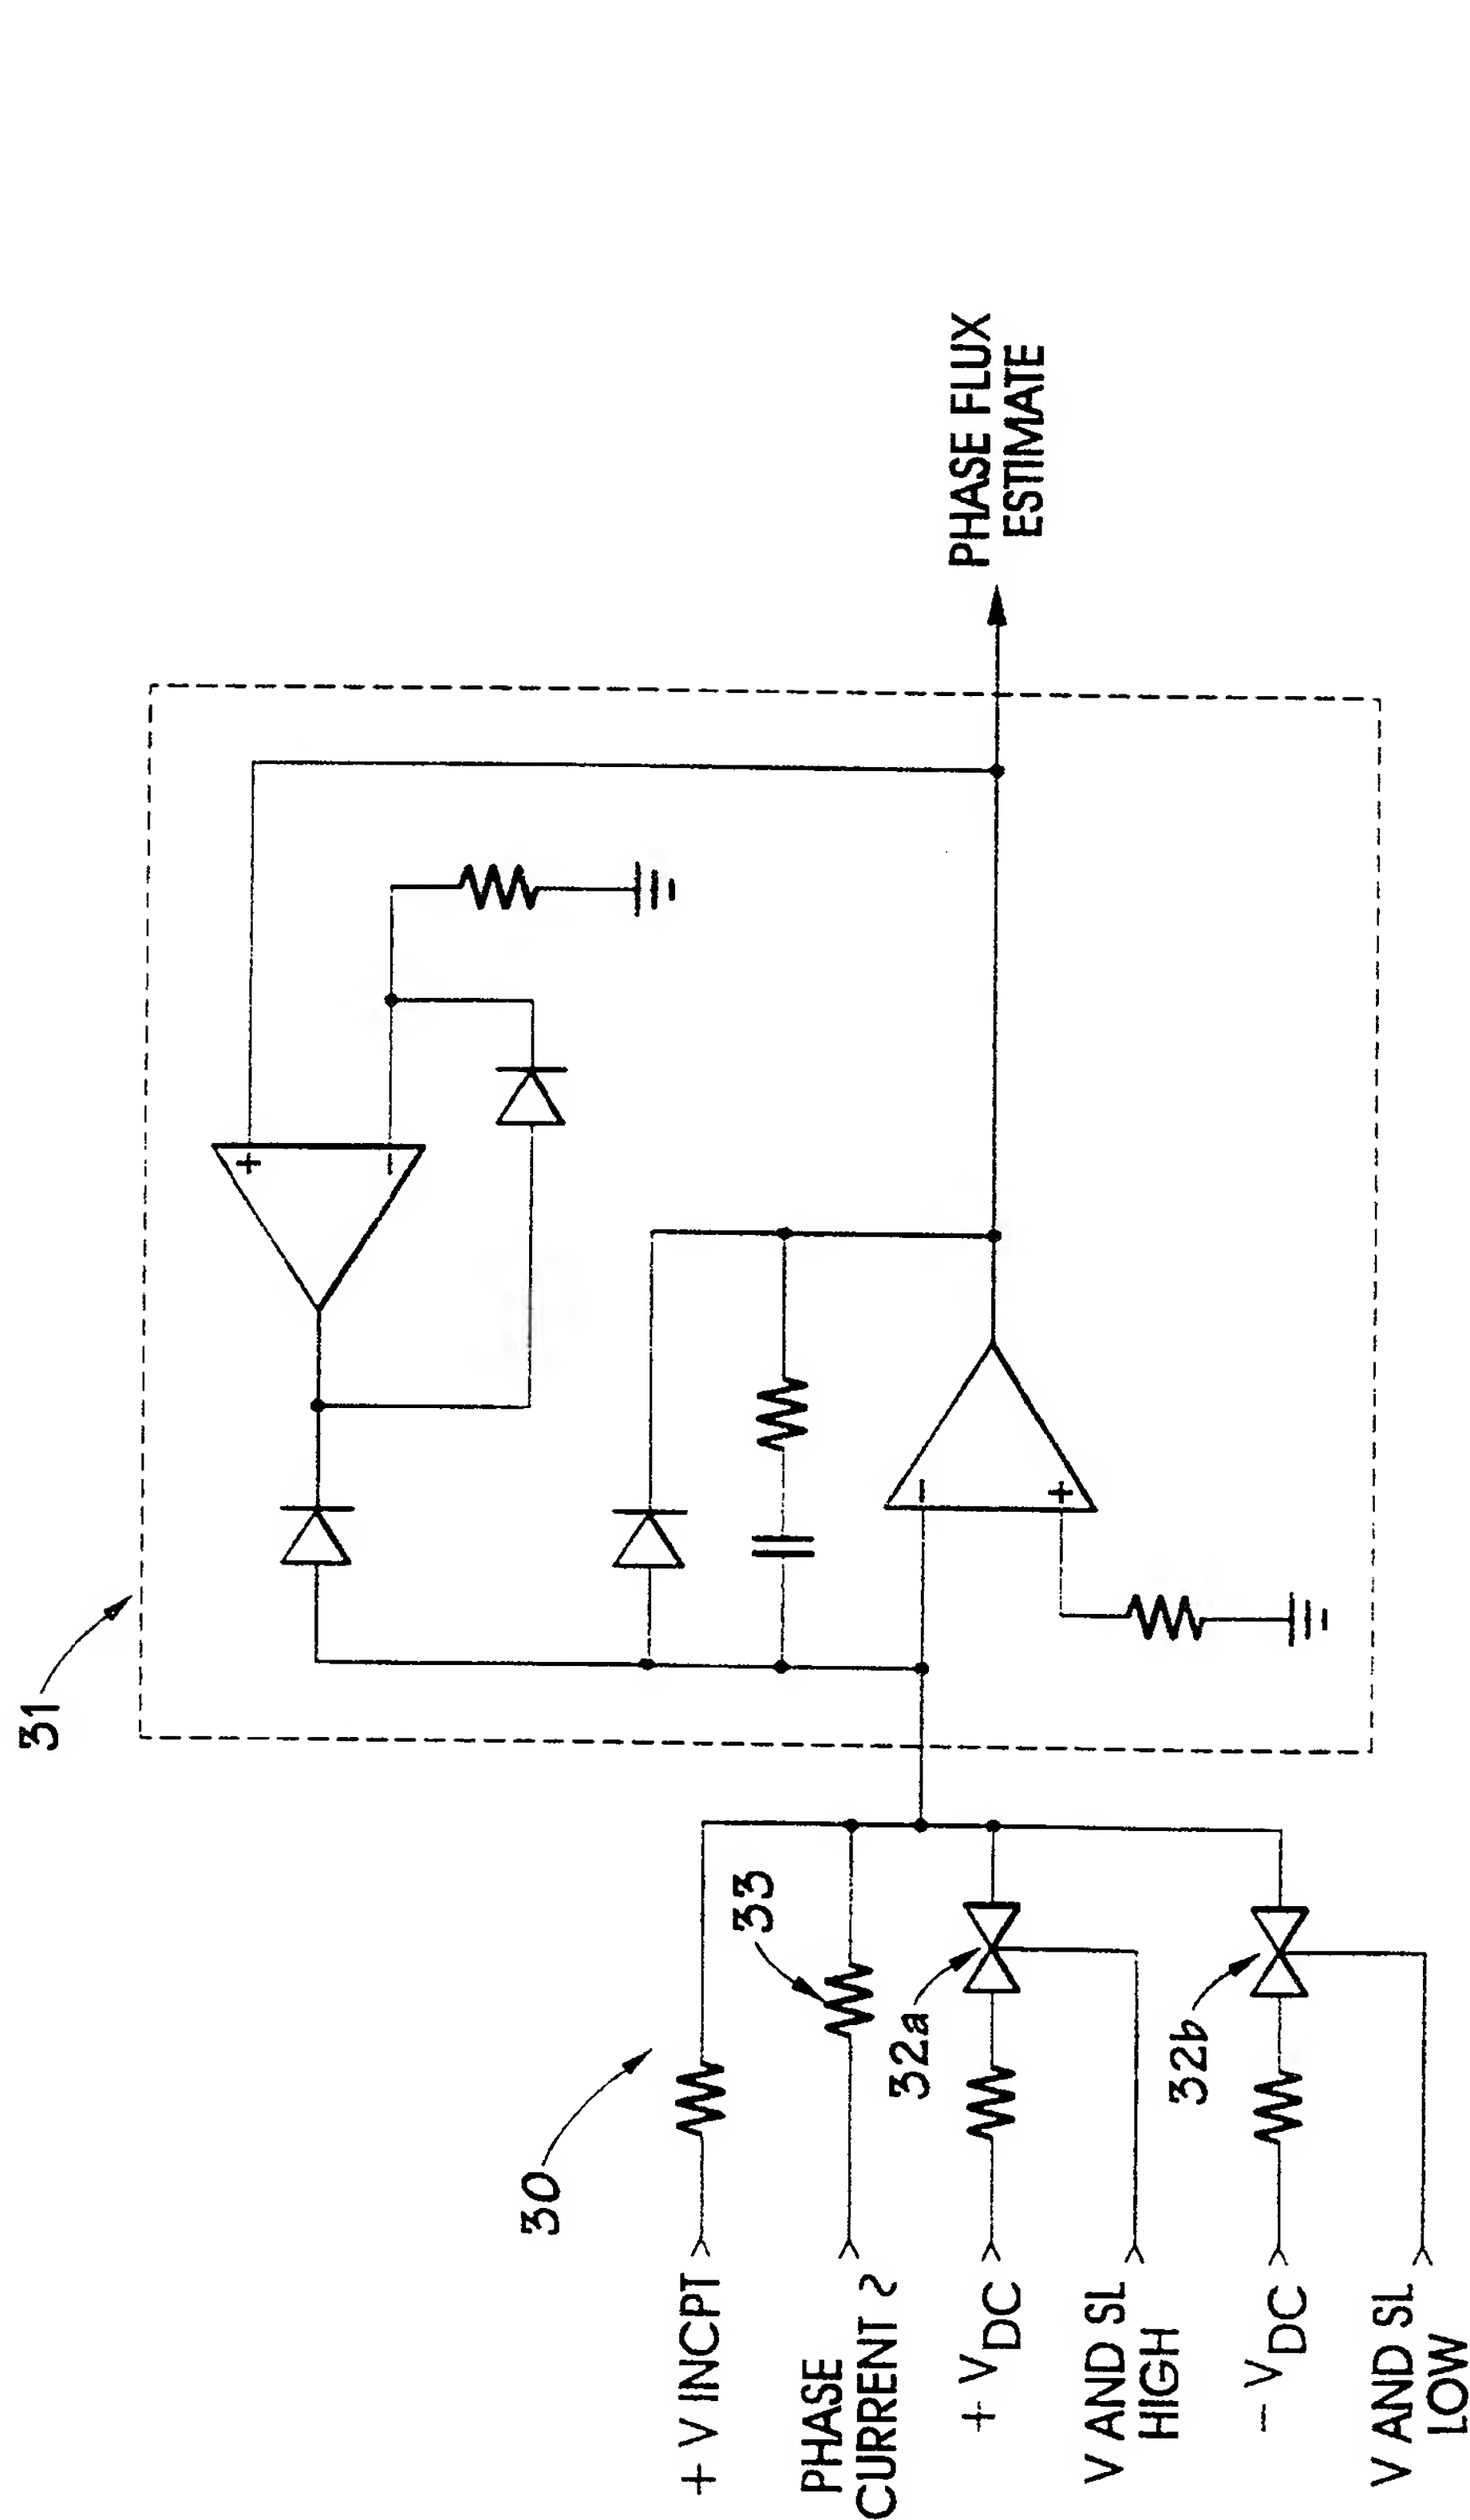 31
+
−
−
+
PHASE FLUX
ESTIMATE
30
33
32a
32b
+ V INCPT
PHASE
CURRENT 2
+ V DC
V AND SL
HIGH
− V DC
V AND SL
LOW